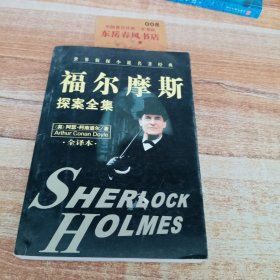 008
东岳春风书店
世界侦探小说名著经典
福尔摩斯
探案全集
[英] 阿瑟·柯南道尔/著
Arthur Conan Doyle
·全译本·
SHERLOCK
HOLMES